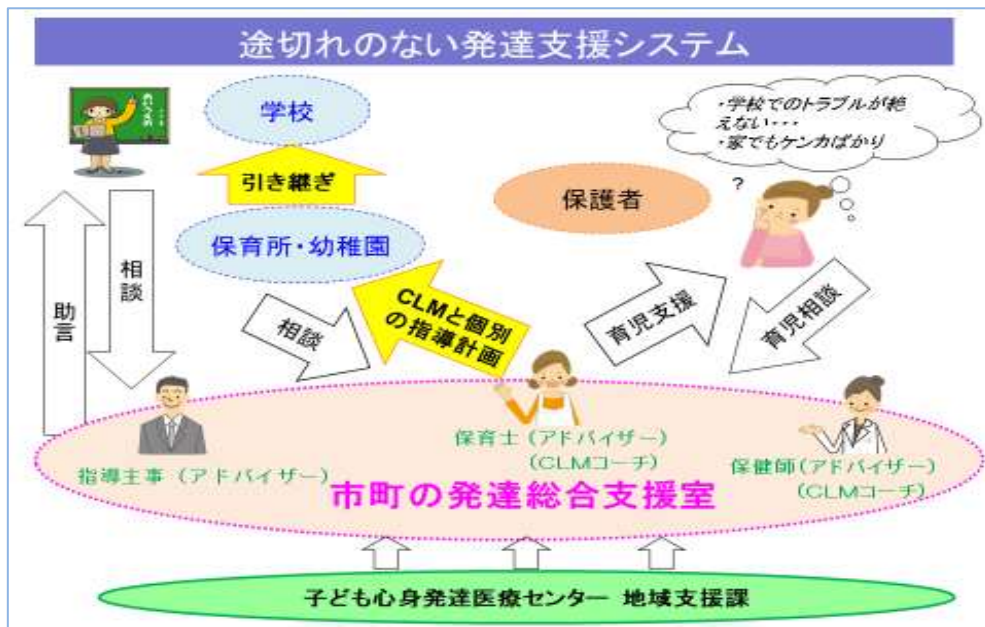 途切れのない発達支援システム
学校
・学校でのトラブルが絶
えない・・・
・家でもケンカばかり
?
引き継ぎ
保護者
保育所・幼稚園
相談
助言
相談
CLMと個別
の指導計画
育児支援
育児相談
指導主事（アドバイザー）
保育士（アドバイザー）
（CLMコーチ）
保健師（アドバイザー）
（CLMコーチ）
市町の発達総合支援室
子ども心身発達医療センター 地域支援課